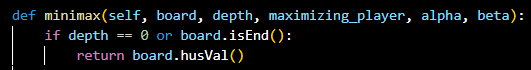 def minimax(self, board, depth, maximizing_player, alpha, beta):
if depth == 0 or board.isEnd():
return board.husVal()